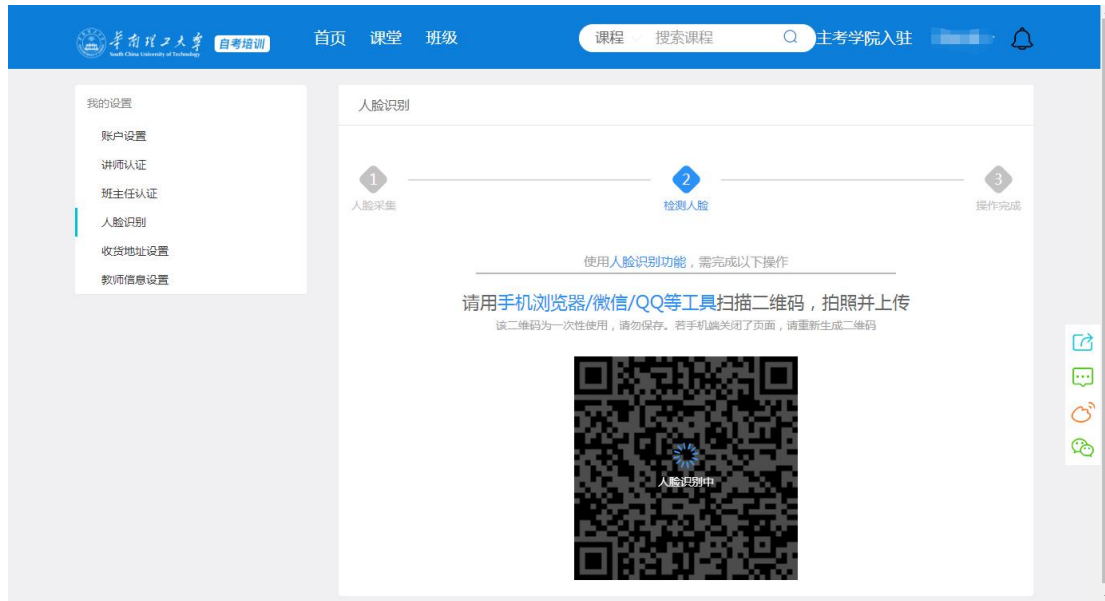 华南理工大学
South China University of Technology
自考培训
首页 课堂 班级
课程 搜索课程
主考学院入驻
我的设置
账户设置
讲师认证
班主任认证
人脸识别
收货地址设置
教师信息设置
人脸识别
1 2 3
人脸采集 检测人脸 操作完成
使用人脸识别功能，需完成以下操作
请用手机浏览器/微信/QQ等工具扫描二维码，拍照并上传
该二维码为一次性使用，请勿保存。若手机端关闭了页面，请重新生成二维码
人脸识别中